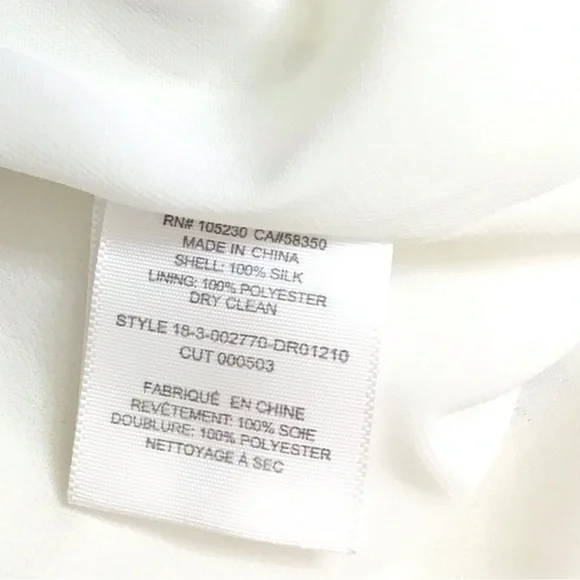 RN# 105230 CA#58350
MADE IN CHINA
SHELL: 100% SILK
LINING: 100% POLYESTER
DRY CLEAN
STYLE 18-3-002770-DR01210
CUT 000503
FABRIQUÉ EN CHINE
REVÊTEMENT: 100% SOIE
DOUBLURE: 100% POLYESTER
NETTOYAGE À SEC